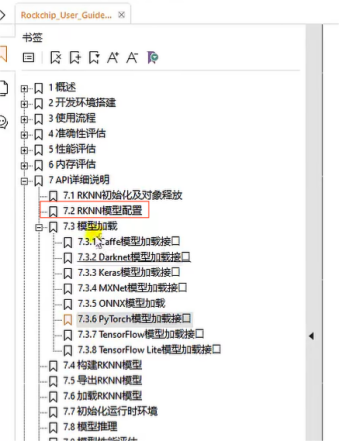 Rockchip_User_Guide...
书签
1 概述
2 开发环境搭建
3 使用流程
4 准确性评估
5 性能评估
6 内存评估
7 API详细说明
7.1 RKNN初始化及对象释放
7.2 RKNN模型配置
7.3 模型加载
7.3.1 Caffe模型加载接口
7.3.2 Darknet模型加载接口
7.3.3 Keras模型加载接口
7.3.4 MXNet模型加载接口
7.3.5 ONNX模型加载
7.3.6 PyTorch模型加载接口
7.3.7 TensorFlow模型加载接口
7.3.8 TensorFlow Lite模型加载接口
7.4 构建RKNN模型
7.5 导出RKNN模型
7.6 加载RKNN模型
7.7 初始化运行时环境
7.8 模型推理
7.9 模型性能评估